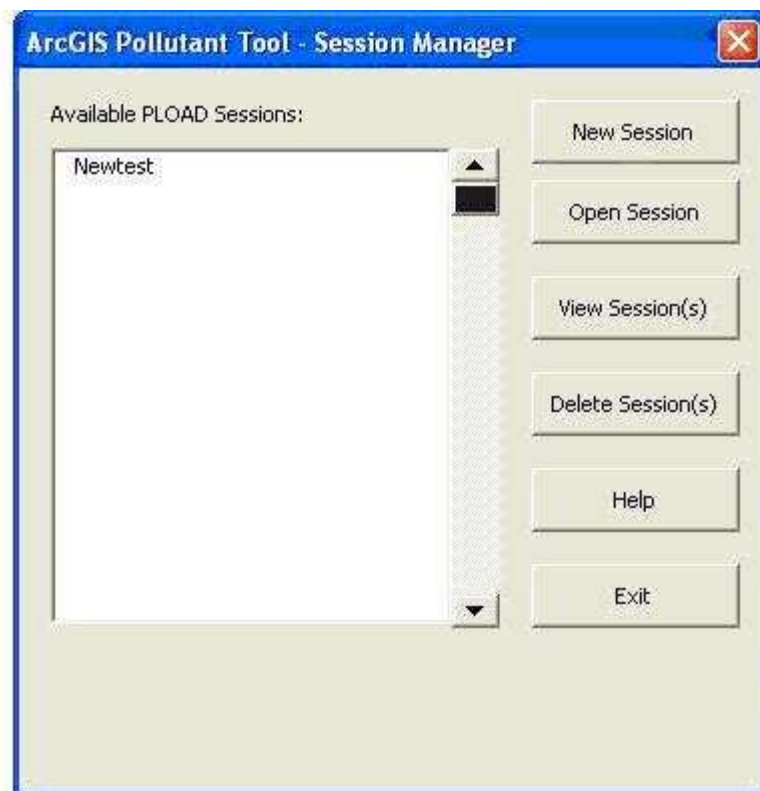 ArcGIS Pollutant Tool - Session Manager
Available PLOAD Sessions:
Newtest
New Session
Open Session
View Session(s)
Delete Session(s)
Help
Exit